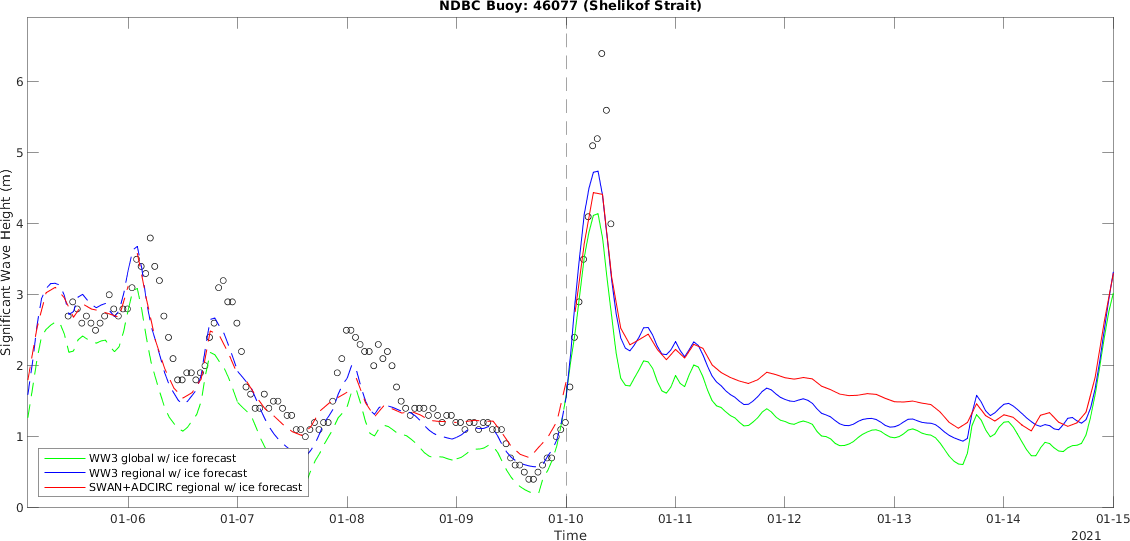 NDBC Buoy: 46077 (Shelikof Strait)
Significant Wave Height (m)
6
5
4
3
2
1
0
WW3 global w/ ice forecast
WW3 regional w/ ice forecast
SWAN+ADCIRC regional w/ ice forecast
01-06 01-07 01-08 01-09 01-10 01-11 01-12 01-13 01-14 01-15
Time
2021